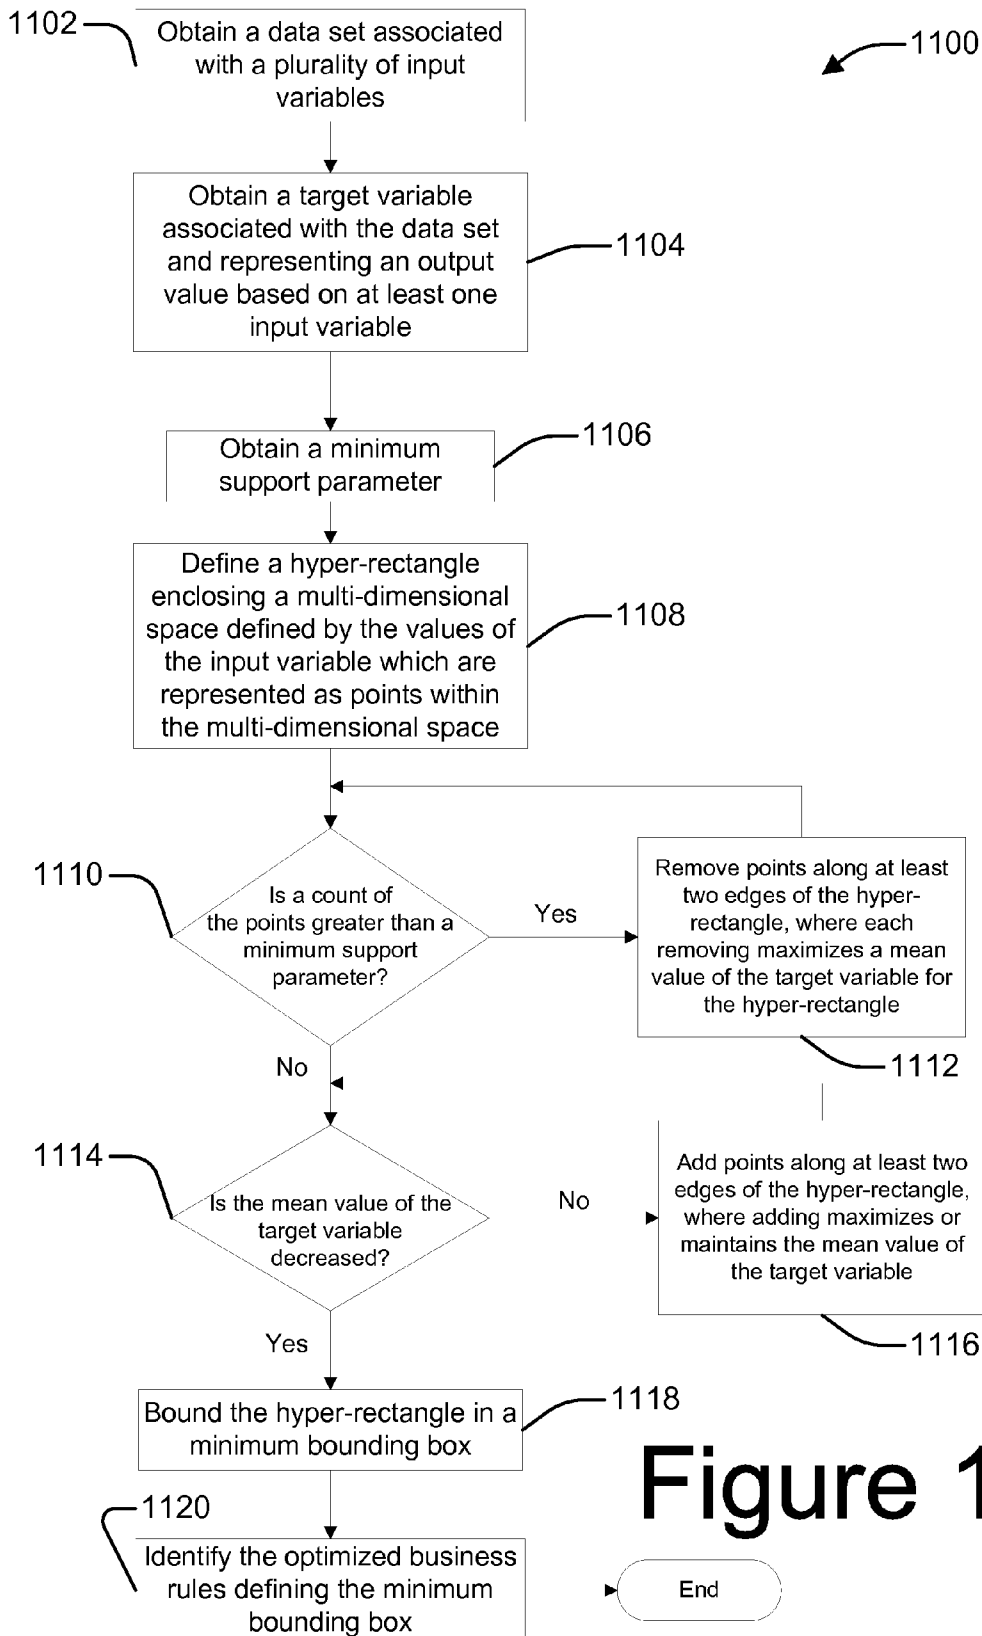 1102
Obtain a data set associated
with a plurality of input
variables
1100
Obtain a target variable
associated with the data set
and representing an output
value based on at least one
input variable
1104
Obtain a minimum
support parameter
1106
Define a hyper-rectangle
enclosing a multi-dimensional
space defined by the values of
the input variable which are
represented as points within
the multi-dimensional space
1108
1110
Is a count of
the points greater than a
minimum support
parameter?
Yes
Remove points along at least
two edges of the hyper-
rectangle, where each
removing maximizes a mean
value of the target variable for
the hyper-rectangle
1112
No
1114
Is the mean value of the
target variable
decreased?
No
Add points along at least two
edges of the hyper-rectangle,
where adding maximizes or
maintains the mean value of
the target variable
1116
Yes
Bound the hyper-rectangle in a
minimum bounding box
1118
Figure 1
1120
Identify the optimized business
rules defining the minimum
bounding box
End